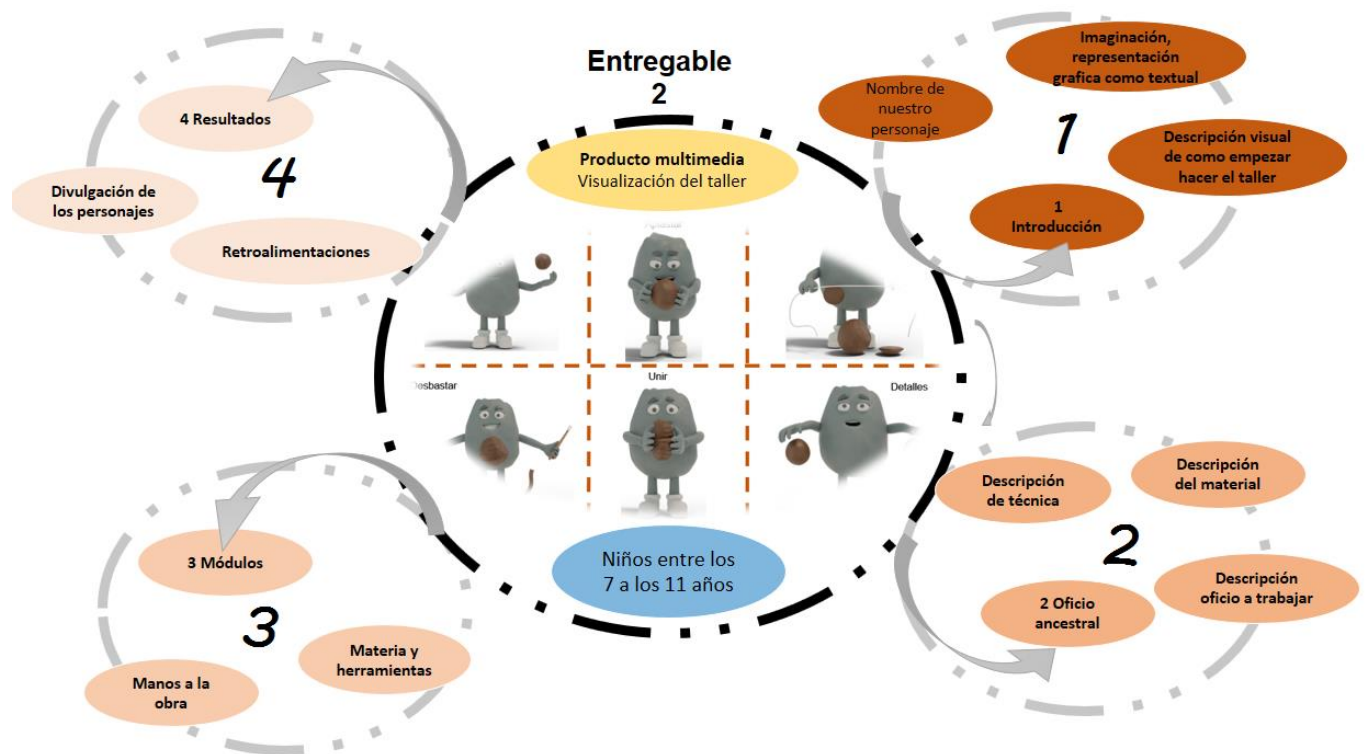 Entregable
2
Producto multimedia
Visualización del taller
Unir
Detalles
Niños entre los
7 a los 11 años
Imaginación,
representación
grafica como textual
Nombre de
nuestro
personaje
1
Descripción visual
de como empezar
hacer el taller
1
Introducción
Descripción
de técnica
Descripción
del material
2
Descripción
oficio a trabajar
2 Oficio
ancestral
3 Módulos
3
Materia y
herramientas
Manos a la
obra
4 Resultados
4
Divulgación de
los personajes
Retroalimentaciones